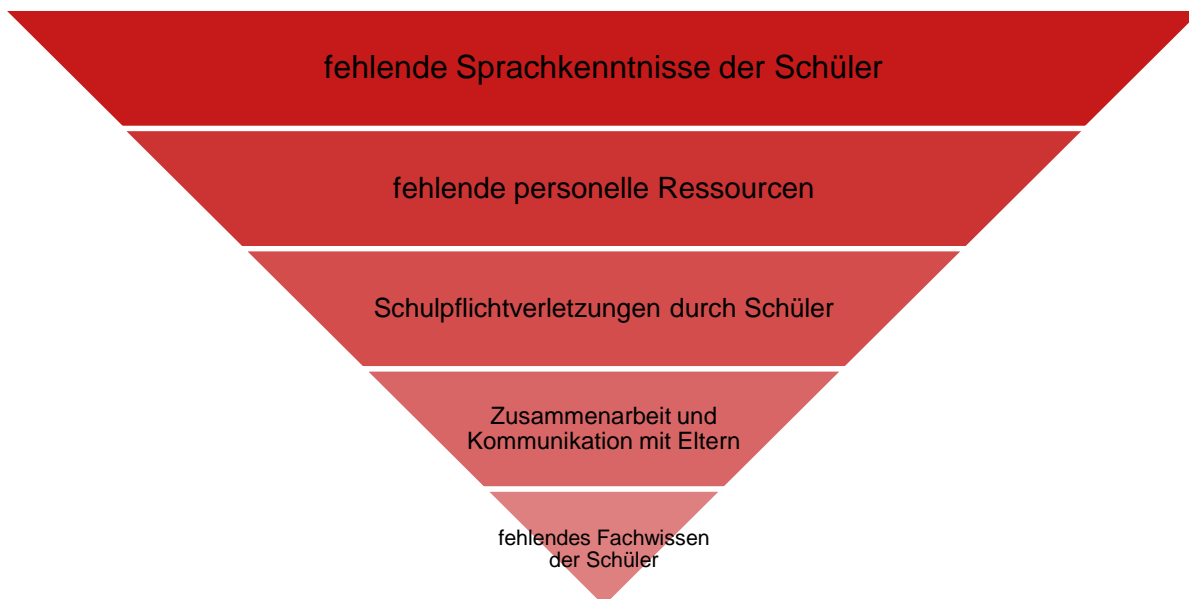 fehlende Sprachkenntnisse der Schüler
fehlende personelle Ressourcen
Schulpflichtverletzungen durch Schüler
Zusammenarbeit und
Kommunikation mit Eltern
fehlendes Fachwissen
der Schüler